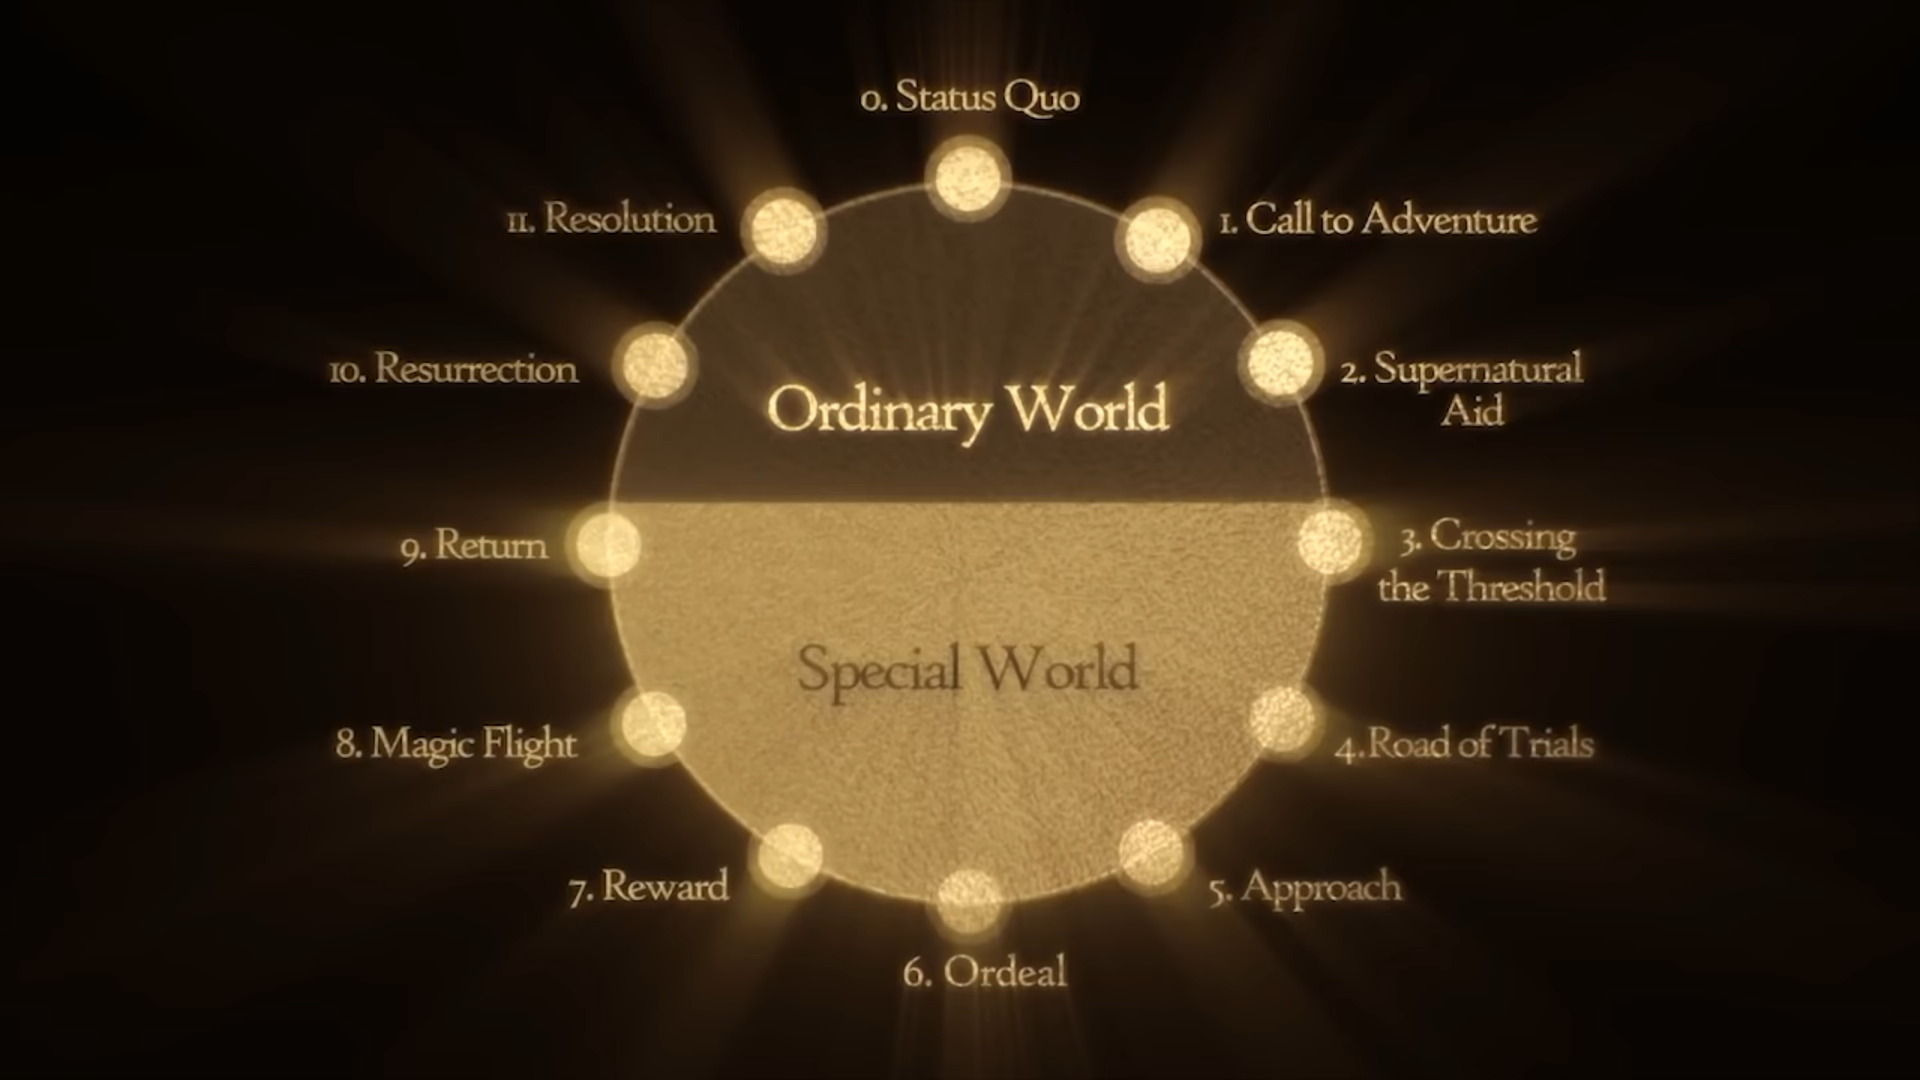 0. Status Quo
1. Call to Adventure
2. Supernatural
Aid
3. Crossing
the Threshold
4.Road of Trials
5. Approach
6. Ordeal
7. Reward
8. Magic Flight
9. Return
10. Resurrection
11. Resolution
Ordinary World
Special World